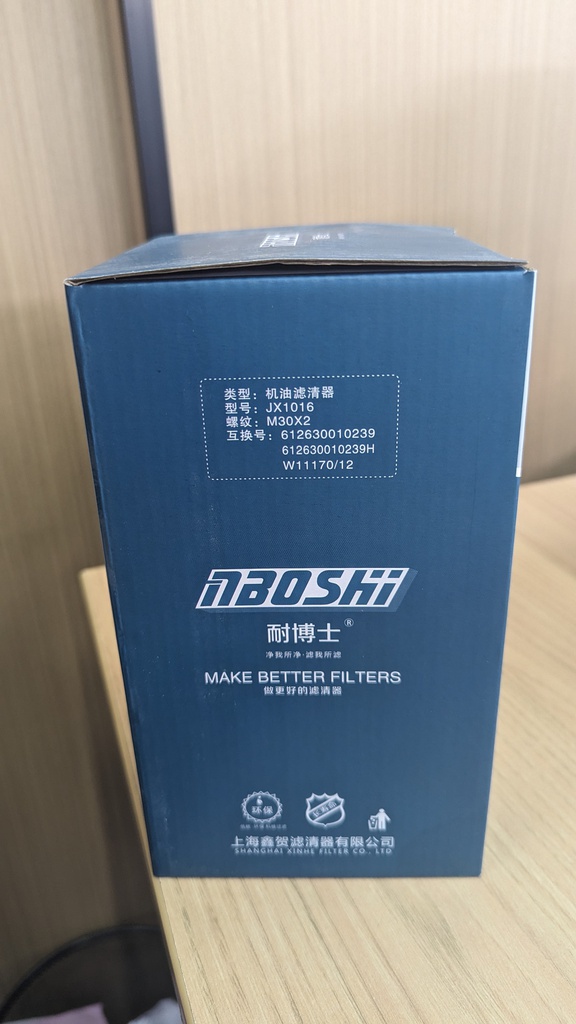 类型：机油滤清器
型号：JX1016
螺纹：M30X2
互换号：612630010239
612630010239H
W11170/12
NBOSHI
耐博士®
净我所净·滤我所滤
MAKE BETTER FILTERS
做更好的滤清器
环保
上海鑫贺滤清器有限公司
SHANGHAI XINHE FILTER CO., LTD